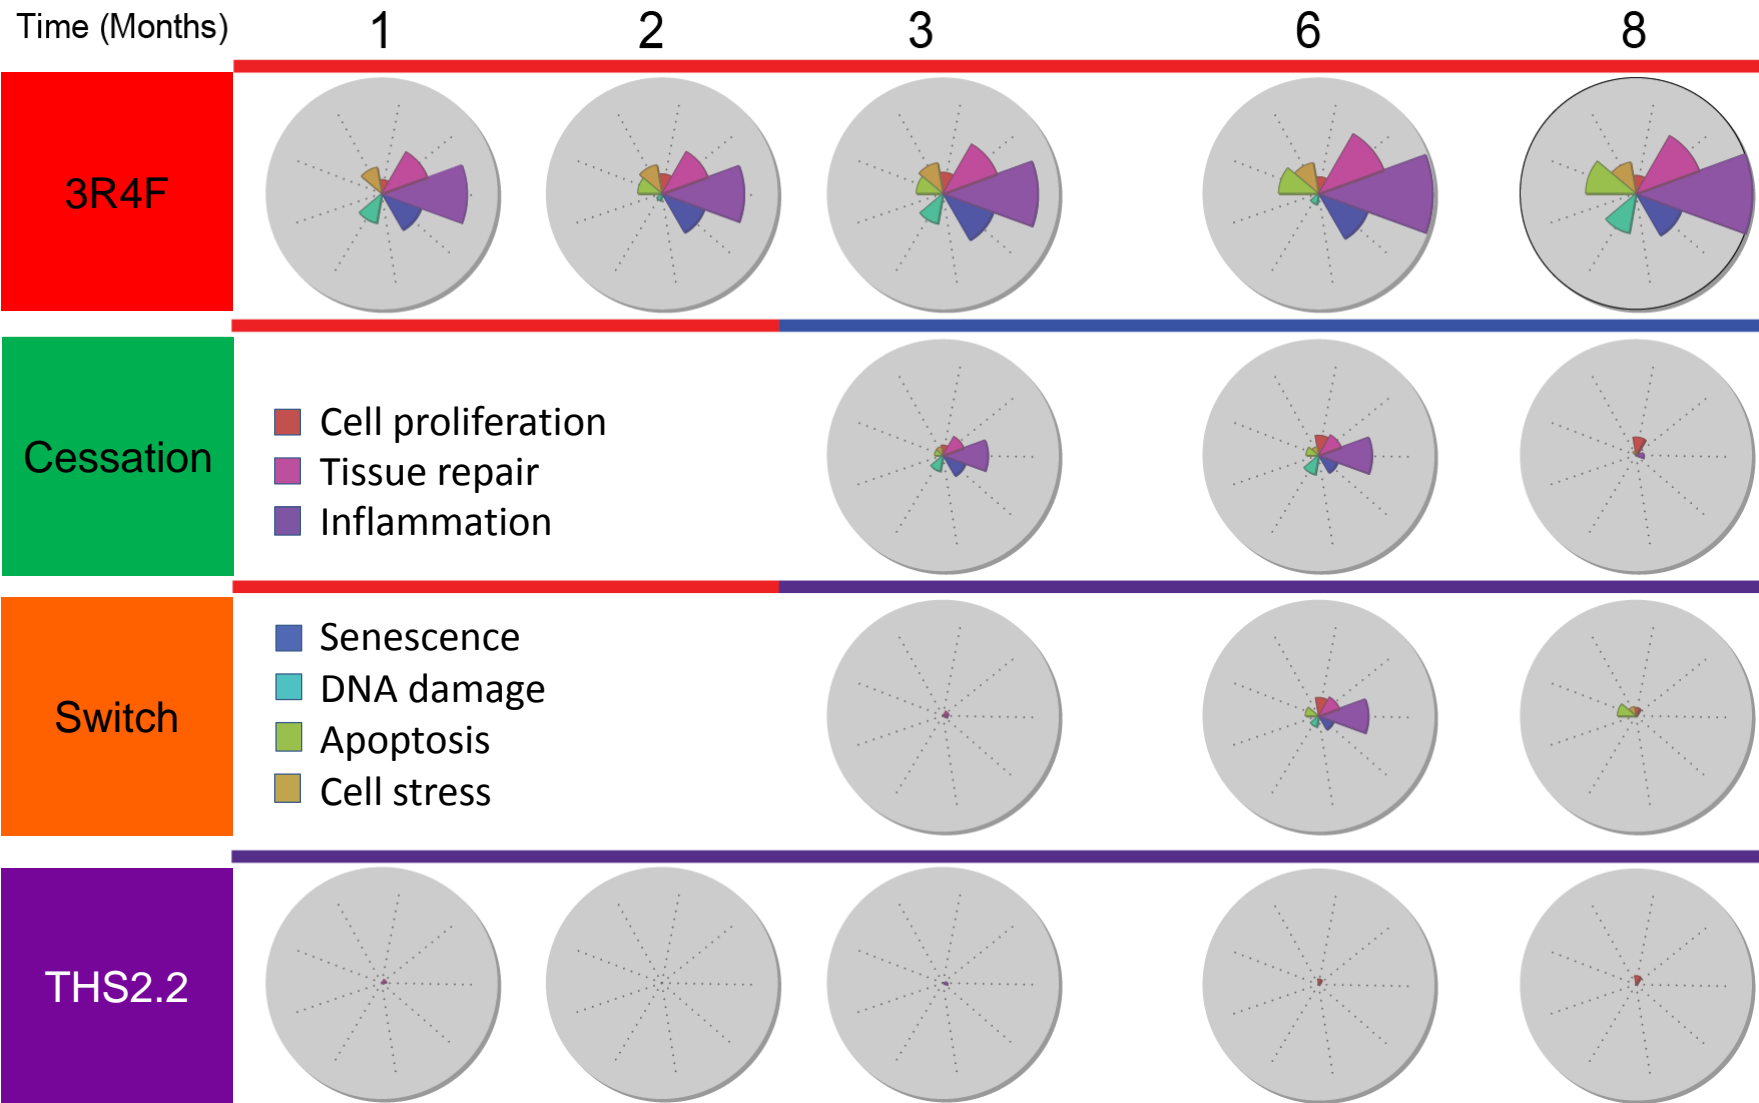 Time (Months) 1 2 3 6 8
3R4F
Cessation
Cell proliferation
Tissue repair
Inflammation
Switch
Senescence
DNA damage
Apoptosis
Cell stress
THS2.2